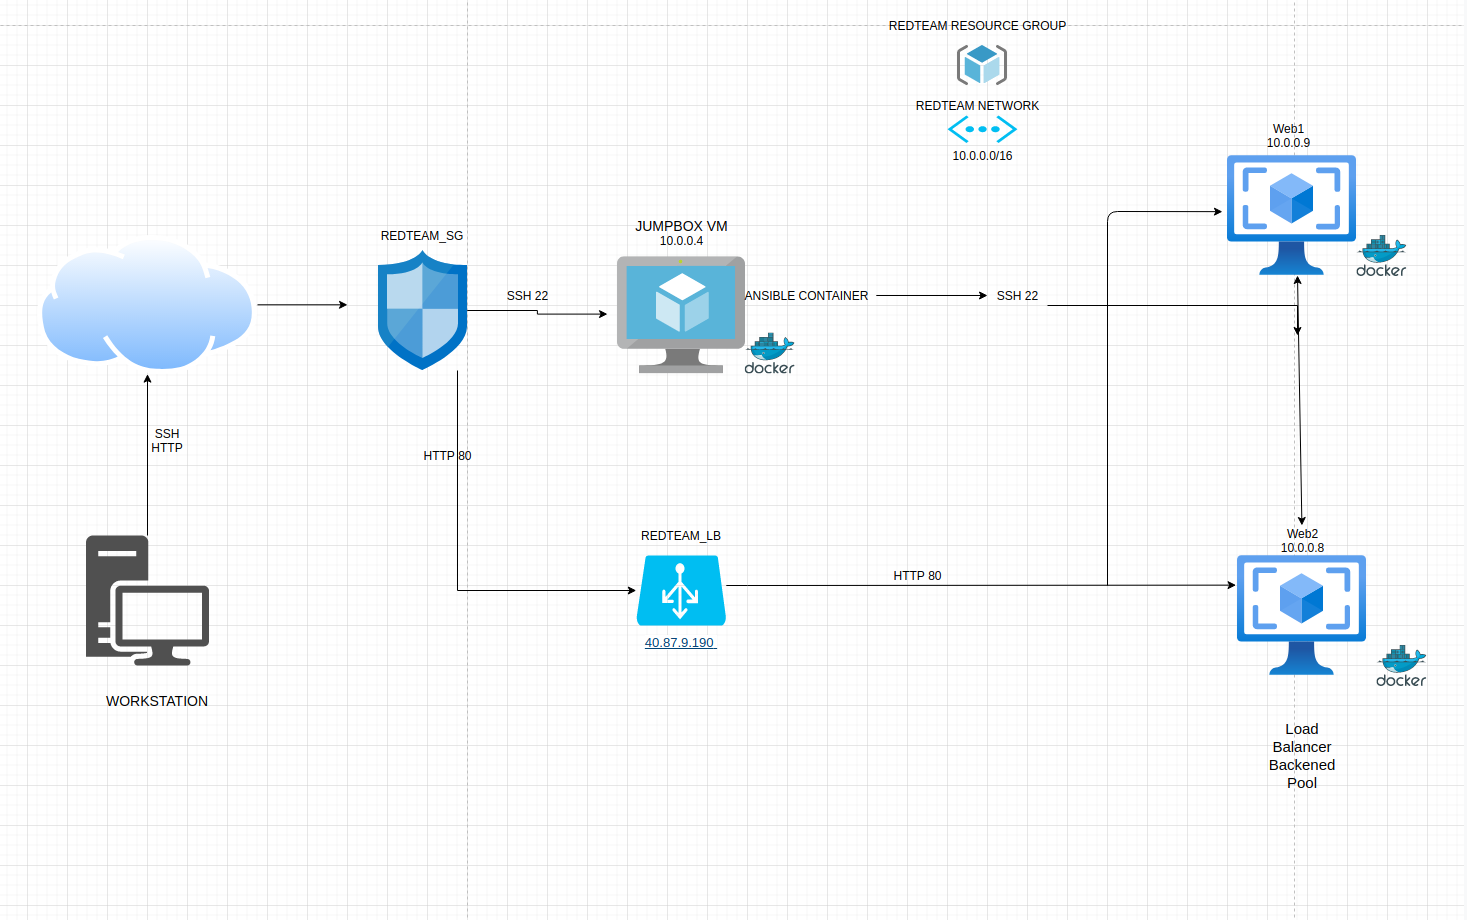 REDTEAM RESOURCE GROUP
REDTEAM NETWORK
10.0.0.0/16
Web1
10.0.0.9
docker
REDTEAM_SG
JUMPBOX VM
10.0.0.4
SSH 22
ANSIBLE CONTAINER
SSH 22
docker
SSH
HTTP
HTTP 80
REDTEAM_LB
40.87.9.190
HTTP 80
Web2
10.0.0.8
docker
WORKSTATION
Load
Balancer
Backened
Pool